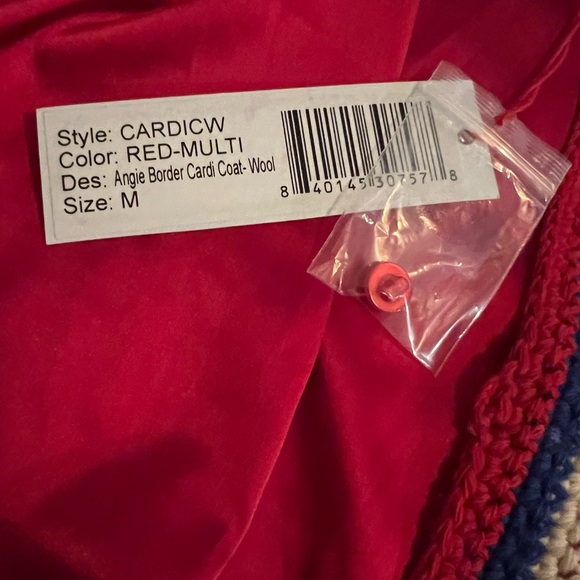 Style: CARDICW
Color: RED-MULTI
Des: Angie Border Cardi Coat- Wool
Size: M
8 40145 30757 8